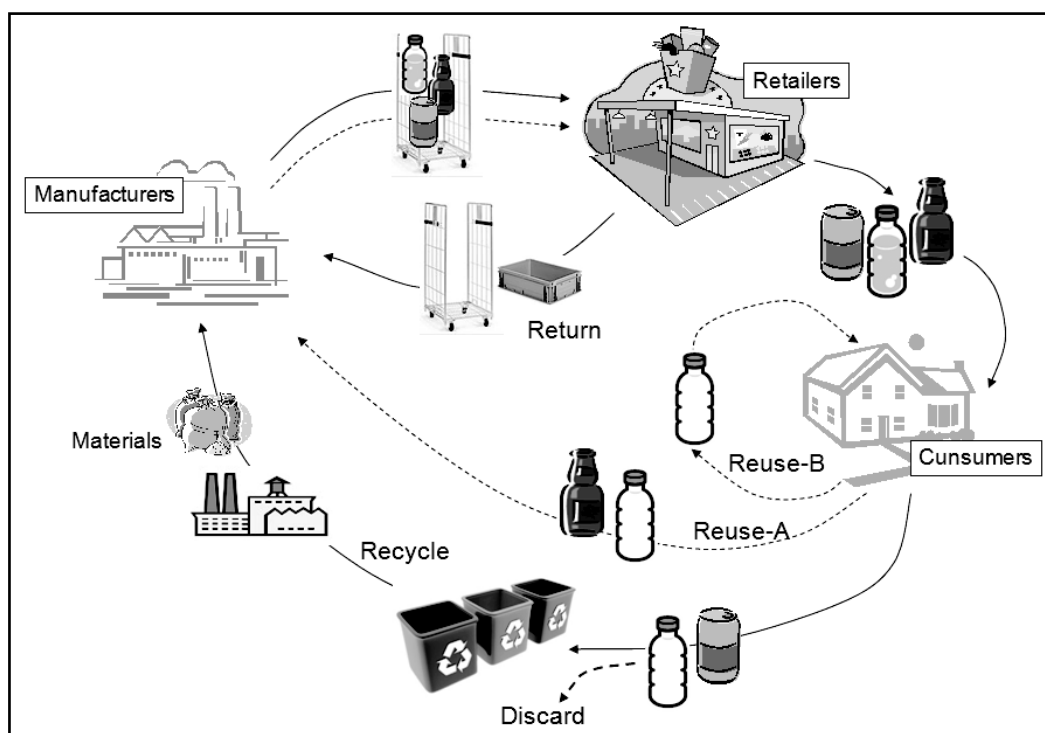 Retailers
Manufacturers
Return
Materials
Reuse-B
Cunsumers
Reuse-A
Recycle
Discard